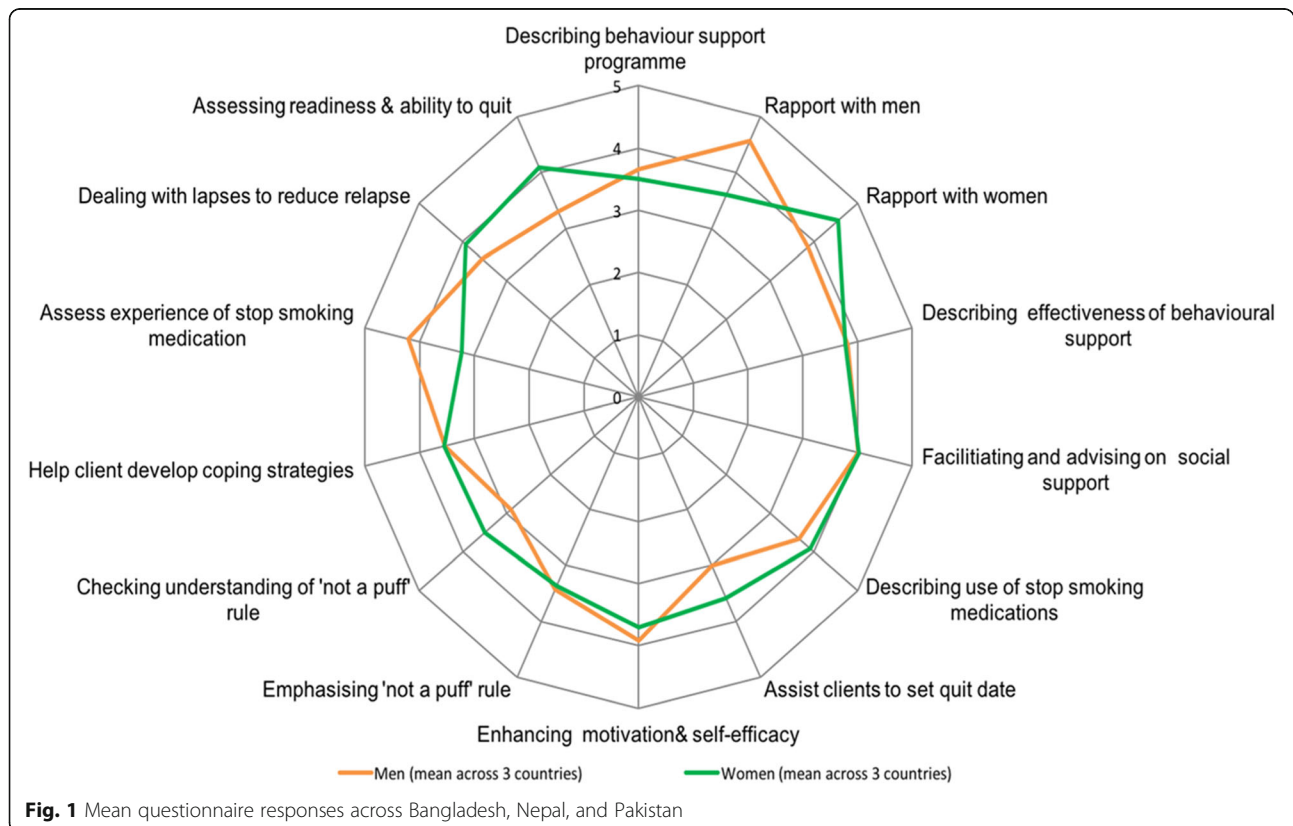 Describing behaviour support
programme
5
Assessing readiness & ability to quit
Rapport with men
4
Dealing with lapses to reduce relapse
Rapport with women
3
2
Assess experience of stop smoking
medication
Describing effectiveness of behavioural
support
1
0
Help client develop coping strategies
Facilitiating and advising on social
support
Checking understanding of 'not a puff'
rule
Describing use of stop smoking
medications
Emphasising 'not a puff' rule
Assist clients to set quit date
Enhancing motivation& self-efficacy
Men (mean across 3 countries)
Women (mean across 3 countries)
Fig. 1 Mean questionnaire responses across Bangladesh, Nepal, and Pakistan